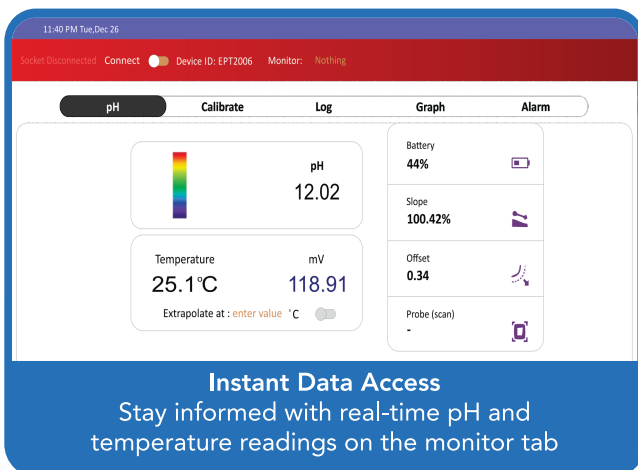 11:40 PM Tue,Dec 26
Socket Disconnected Connect Device ID: EPT2006 Monitor: Nothing
pH Calibrate Log Graph Alarm
pH
12.02
Temperature mV
25.1°C 118.91
Extrapolate at : enter value °C
Battery
44%
Slope
100.42%
Offset
0.34
Probe (scan)
-
Instant Data Access
Stay informed with real-time pH and
temperature readings on the monitor tab